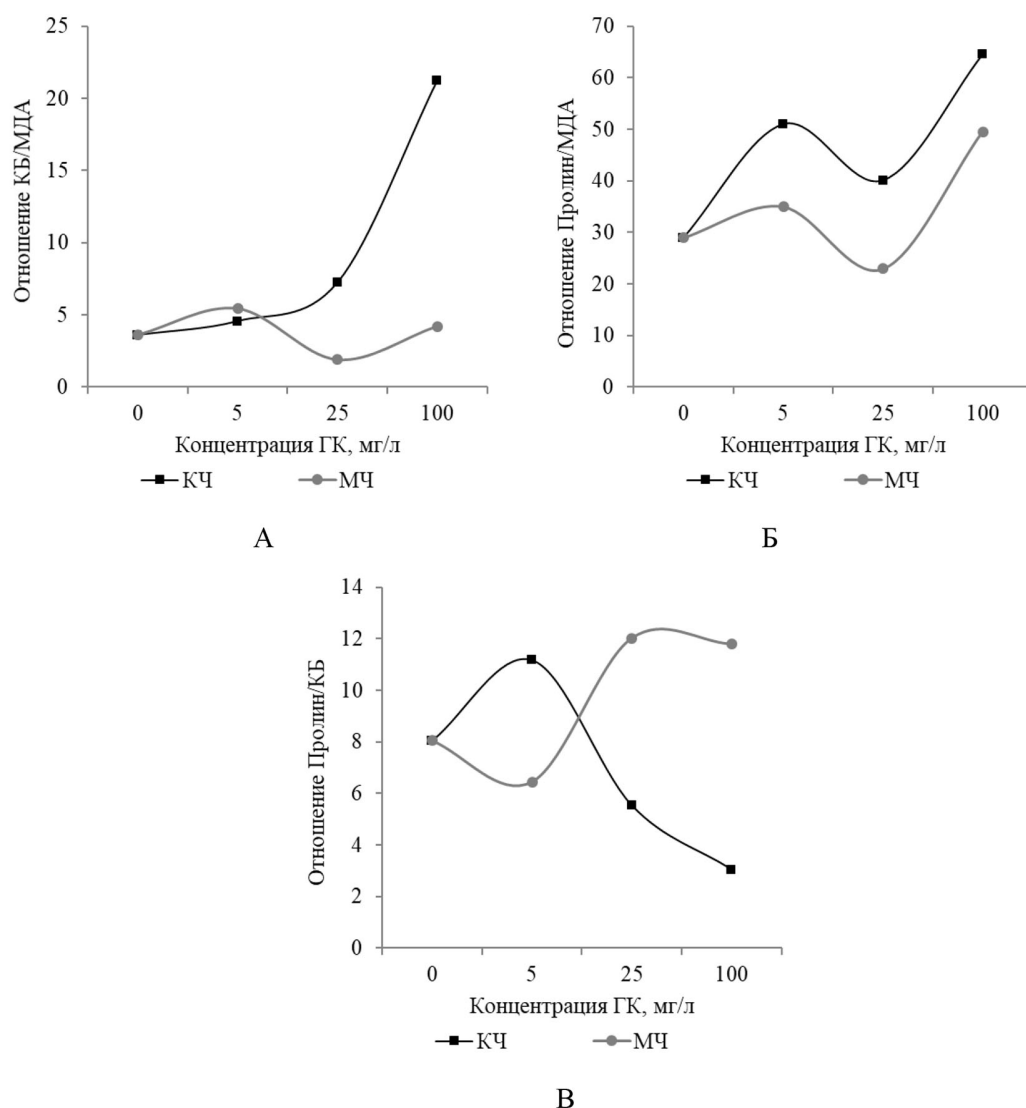 Отношение КБ/МДА
25
20
15
10
5
0
0 5 25 100
Концентрация ГК, мг/л
КЧ МЧ
А
Отношение Пролин/МДА
70
60
50
40
30
20
10
0
0 5 25 100
Концентрация ГК, мг/л
КЧ МЧ
Б
Отношение Пролин/КБ
14
12
10
8
6
4
2
0
0 5 25 100
Концентрация ГК, мг/л
КЧ МЧ
В